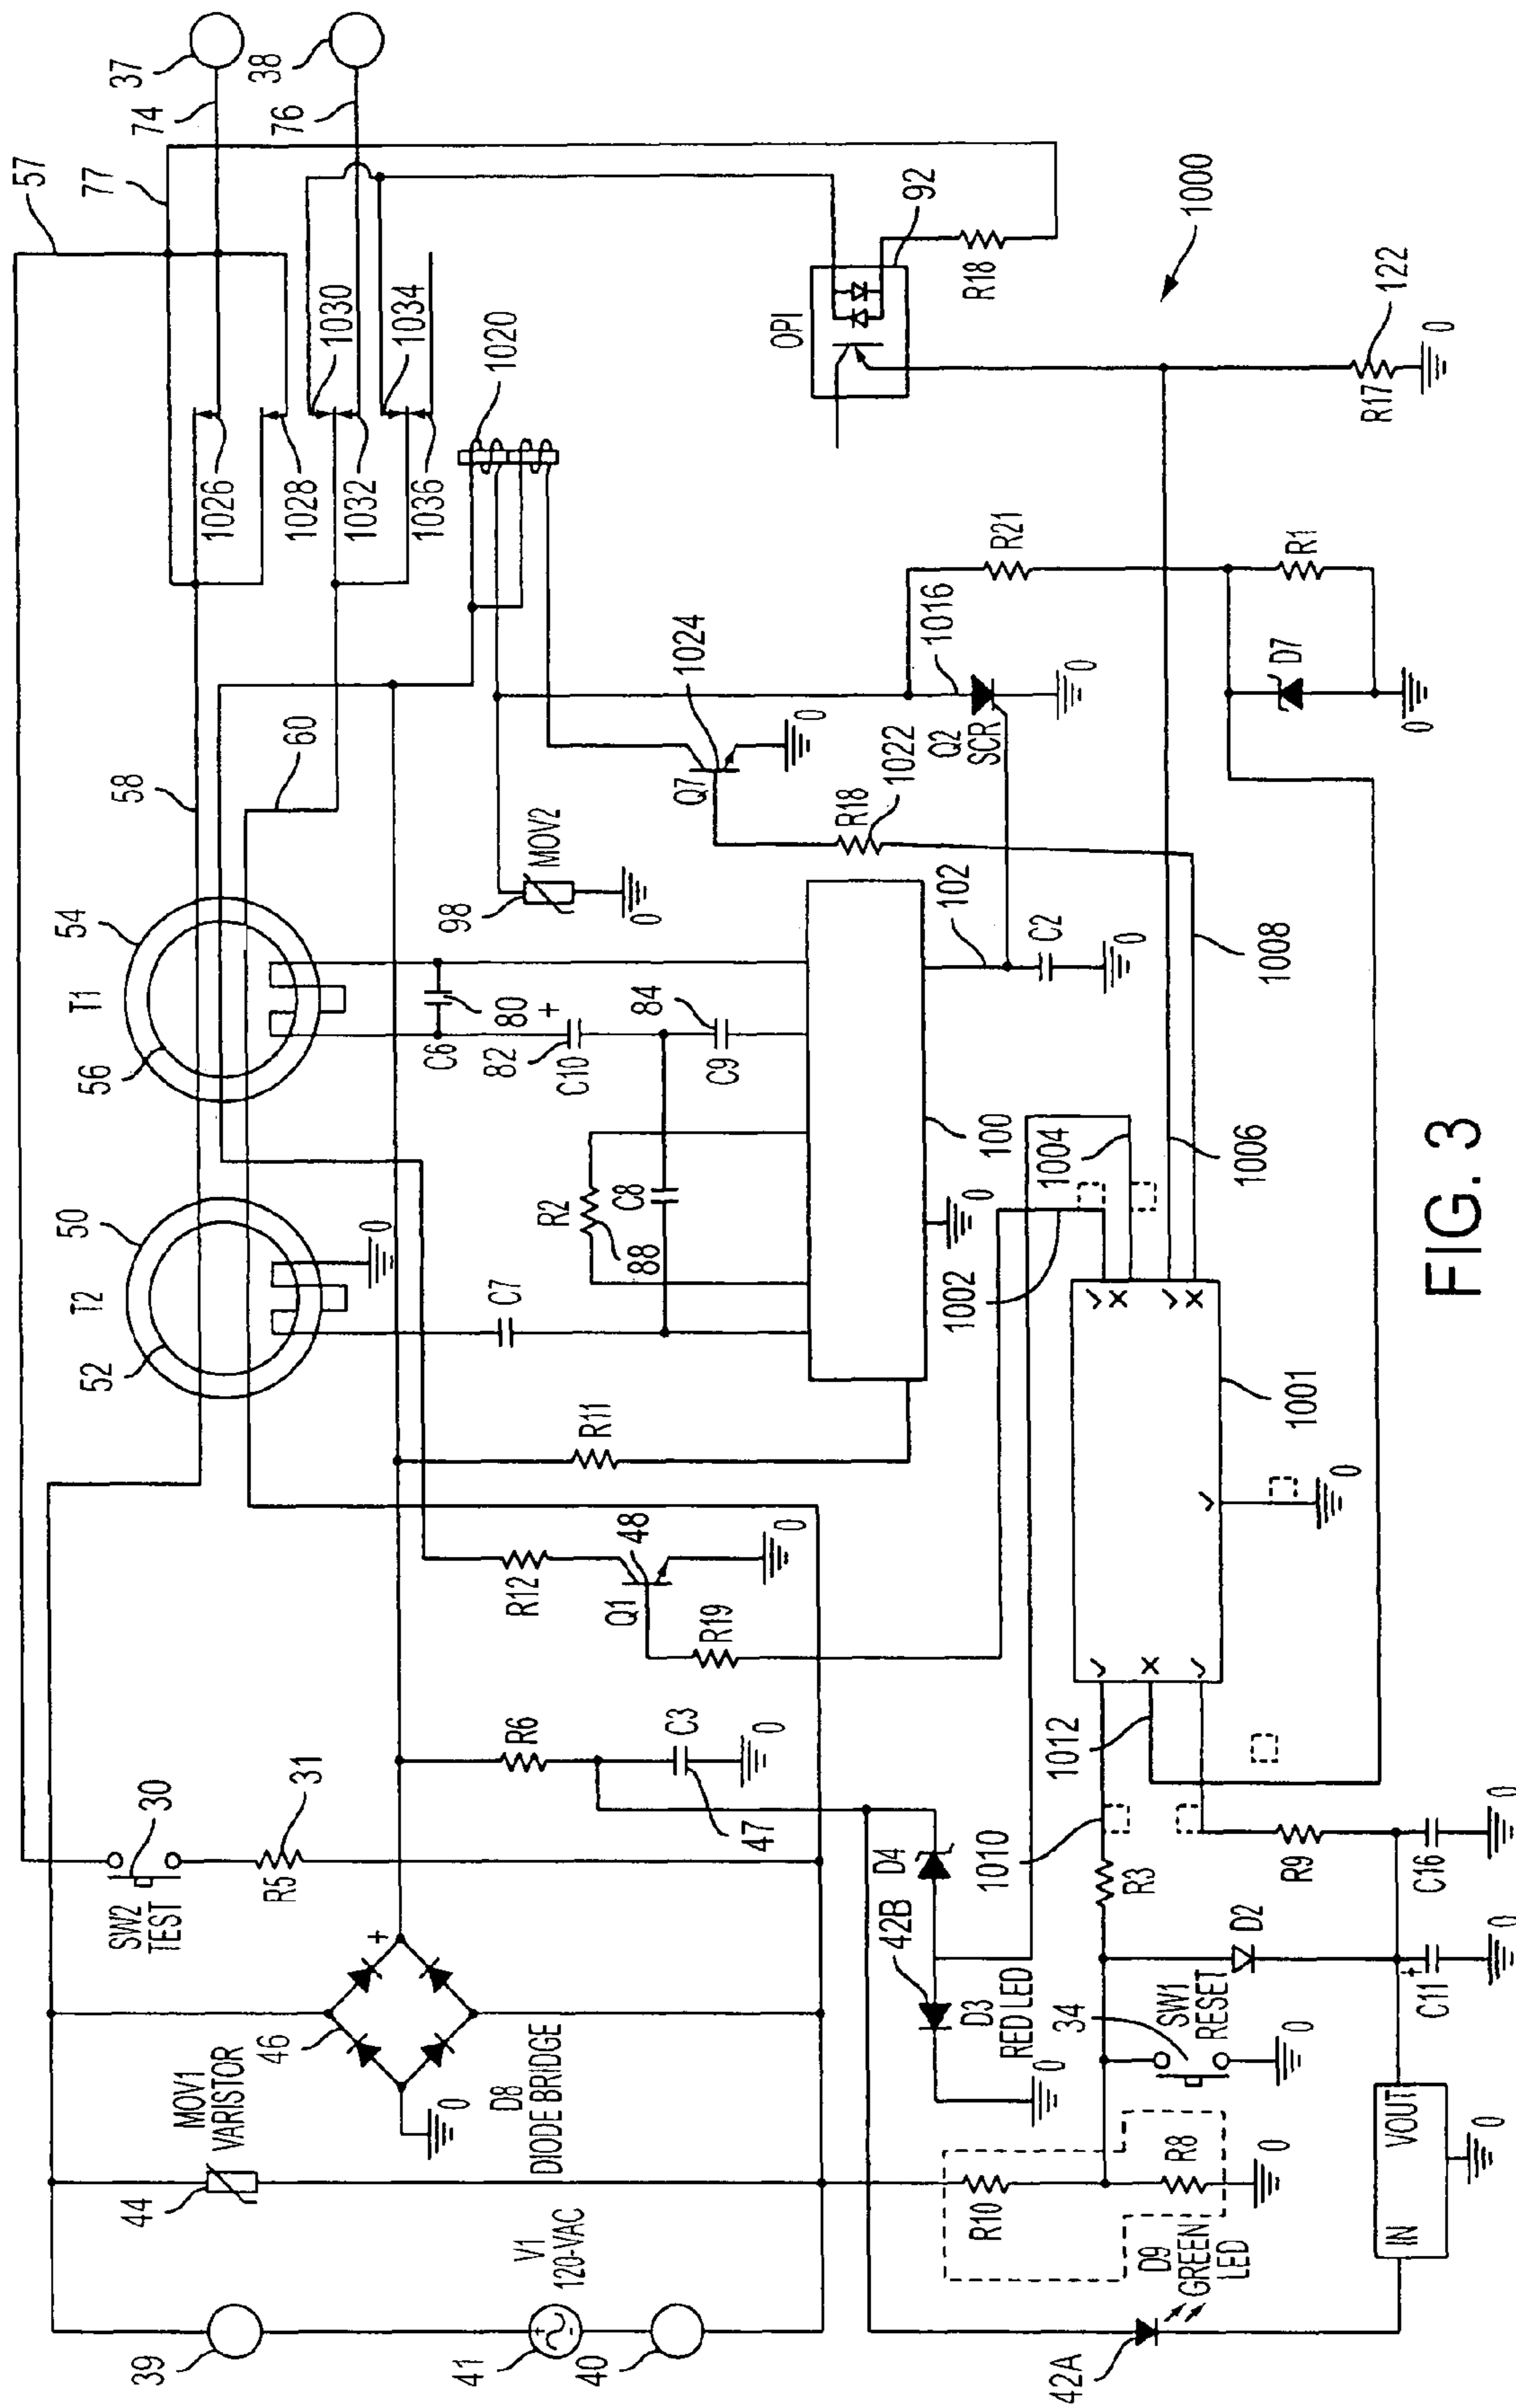 57
77
74
37
76
38
58
60
54
T1
56
50
T2
52
1026
1028
1030
1032
1034
1036
1020
92
OPI
R18
1000
122
R17
0
MOV2
98
0
Q7
1024
0
R18
1022
1016
Q2
SCR
0
R21
R1
D7
0
C6
80
+
82
C10
84
C9
102
C2
0
1008
0
C7
R2
88
C8
100
0
1004
1006
1002
R11
1001
0
R12
Q1
48
0
R19
R6
C3
47
0
1012
SW2
TEST
30
R5
31
MOV1
VARISTOR
44
46
+
0
D8
DIODE BRIDGE
V1
120-VAC
39
41
+
-
40
D4
42B
D3
RED LED
0
1010
R3
R9
C16
0
D2
+
C11
0
SW1
RESET
34
0
R10
R8
0
D9
GREEN
LED
42A
IN
VOUT
0
FIG. 3